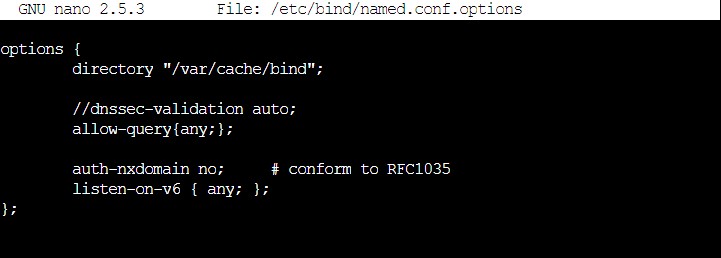 GNU nano 2.5.3 File: /etc/bind/named.conf.options
options {
directory "/var/cache/bind";
//dnssec-validation auto;
allow-query{any;};
auth-nxdomain no; # conform to RFC1035
listen-on-v6 { any; };
};